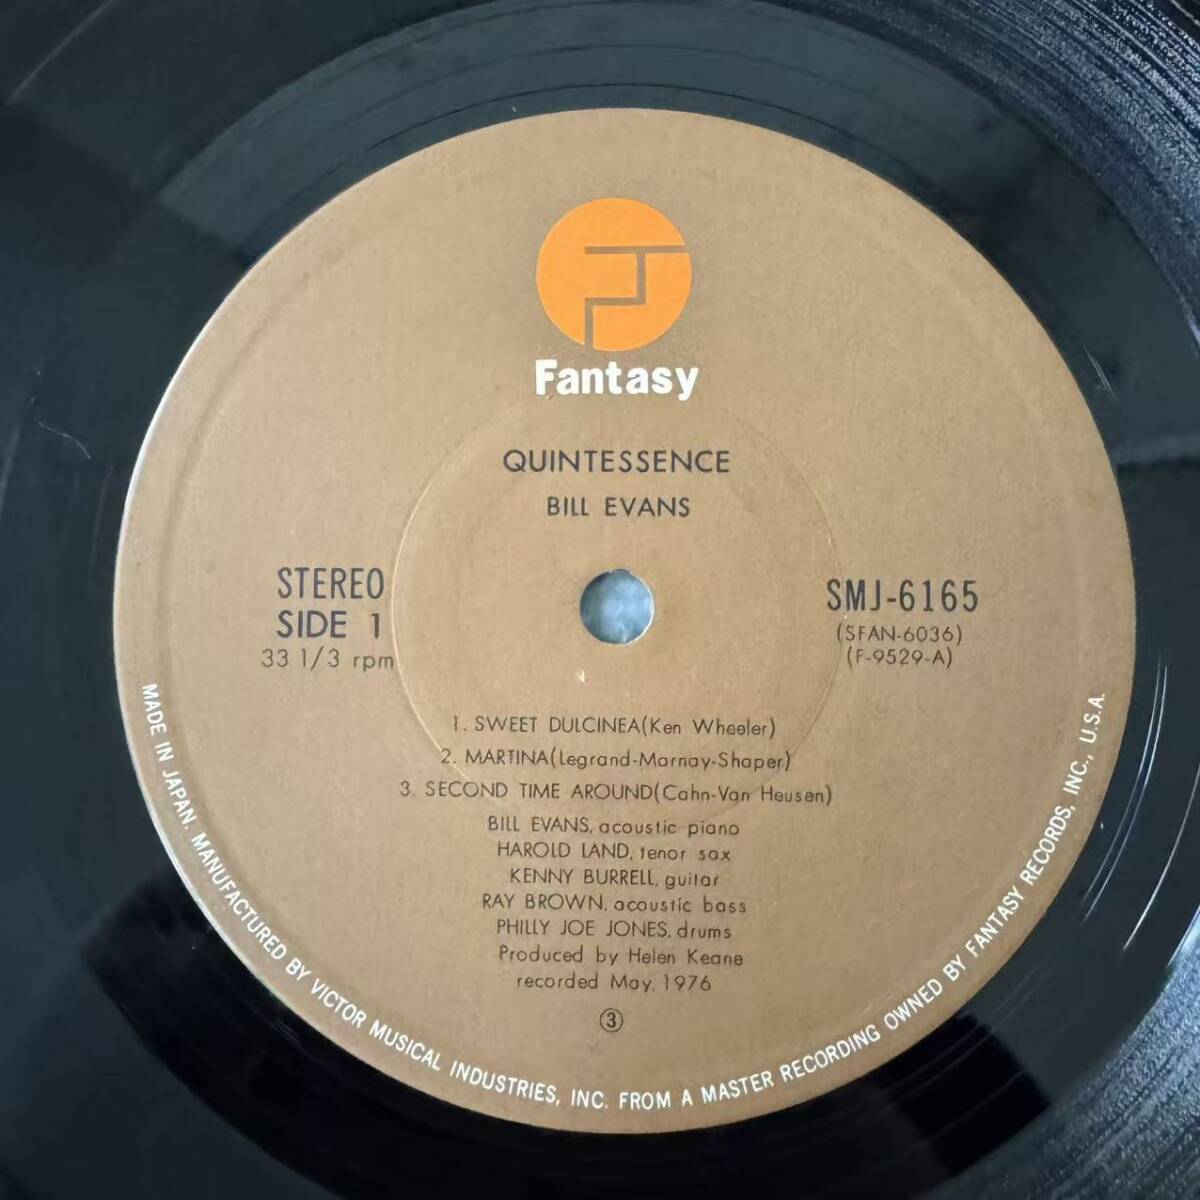 Fantasy
QUINTESSENCE
BILL EVANS
STEREO
SIDE 1
33 1/3 rpm
SMJ-6165
(SFAN-6036)
(F-9529-A)
1. SWEET DULCINEA(Ken Wheeler)
2. MARTINA(Legrand-Marnay-Shaper)
3. SECOND TIME AROUND(Cahn-Van Heusen)
BILL EVANS, acoustic piano
HAROLD LAND, tenor sax
KENNY BURRELL, guitar
RAY BROWN, acoustic bass
PHILLY JOE JONES, drums
Produced by Helen Keane
recorded May, 1976
③
MADE IN JAPAN. MANUFACTURED BY VICTOR MUSICAL INDUSTRIES, INC. FROM A MASTER RECORDING OWNED BY FANTASY RECORDS, INC., U.S.A.